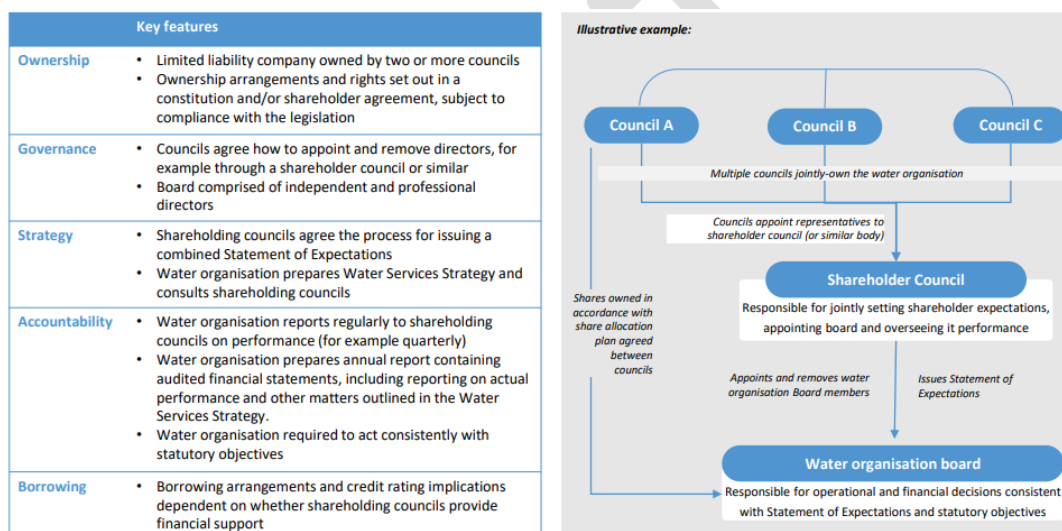 Key features
Ownership
• Limited liability company owned by two or more councils
• Ownership arrangements and rights set out in a
constitution and/or shareholder agreement, subject to
compliance with the legislation
Governance
• Councils agree how to appoint and remove directors, for
example through a shareholder council or similar
• Board comprised of independent and professional
directors
Strategy
• Shareholding councils agree the process for issuing a
combined Statement of Expectations
• Water organisation prepares Water Services Strategy and
consults shareholding councils
Accountability
• Water organisation reports regularly to shareholding
councils on performance (for example quarterly)
• Water organisation prepares annual report containing
audited financial statements, including reporting on actual
performance and other matters outlined in the Water
Services Strategy.
• Water organisation required to act consistently with
statutory objectives
Borrowing
• Borrowing arrangements and credit rating implications
dependent on whether shareholding councils provide
financial support
Illustrative example:
Council A
Council B
Council C
Multiple councils jointly-own the water organisation
Councils appoint representatives to
shareholder council (or similar body)
Shareholder Council
Responsible for jointly setting shareholder expectations,
appointing board and overseeing it performance
Shares owned in
accordance with
share allocation
plan agreed
between
councils
Appoints and removes water
organisation Board members
Issues Statement of
Expectations
Water organisation board
Responsible for operational and financial decisions consistent
with Statement of Expectations and statutory objectives